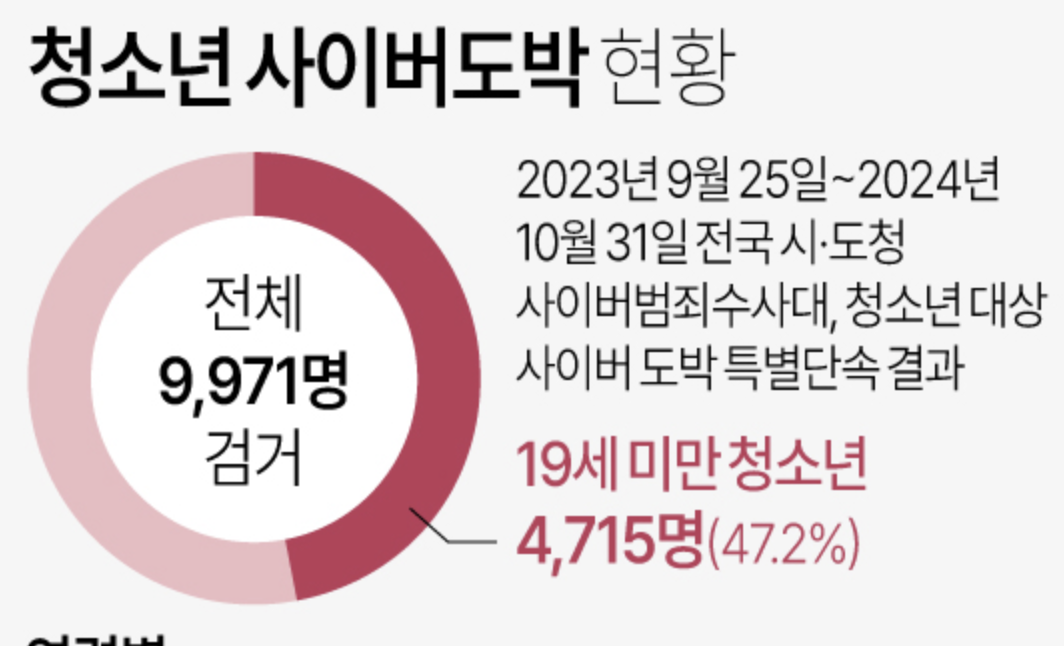 청소년 사이버도박 현황
전체
9,971명
검거
2023년 9월 25일~2024년
10월 31일 전국 시·도청
사이버범죄수사대, 청소년 대상
사이버 도박 특별단속 결과
19세 미만 청소년
4,715명(47.2%)